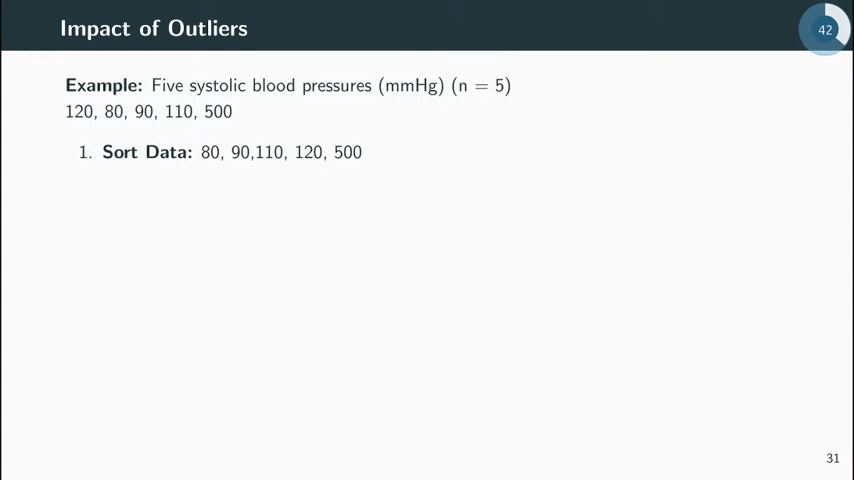 Impact of Outliers
42
Example: Five systolic blood pressures (mmHg) (n = 5)
120, 80, 90, 110, 500
1. Sort Data: 80, 90,110, 120, 500
31